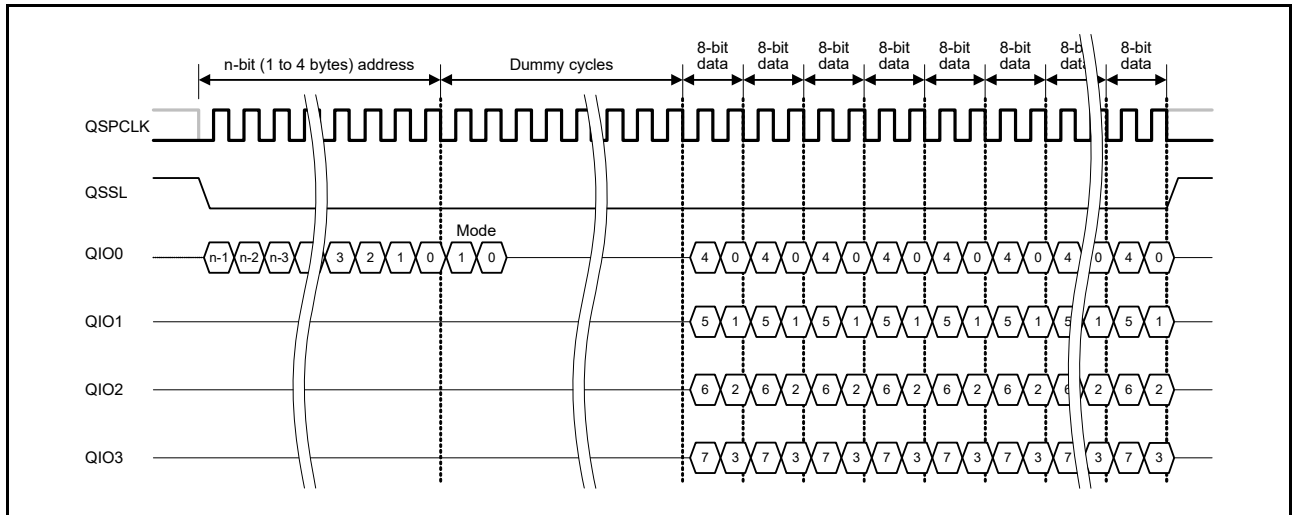 8-bit data 8-bit data 8-bit data 8-bit data 8-bit data 8-bit data 8-b data 8-bit data
n-bit (1 to 4 bytes) address Dummy cycles
QSPCLK
QSSL
Mode
QIO0 n-1 n-2 n-3 3 2 1 0 1 0 4 0 4 0 4 0 4 0 4 0 4 0 4 0 4 0
QIO1 5 1 5 1 5 1 5 1 5 1 5 1 5 1 5 1
QIO2 6 2 6 2 6 2 6 2 6 2 6 2 6 2 6 2
QIO3 7 3 7 3 7 3 7 3 7 3 7 3 7 3 7 3